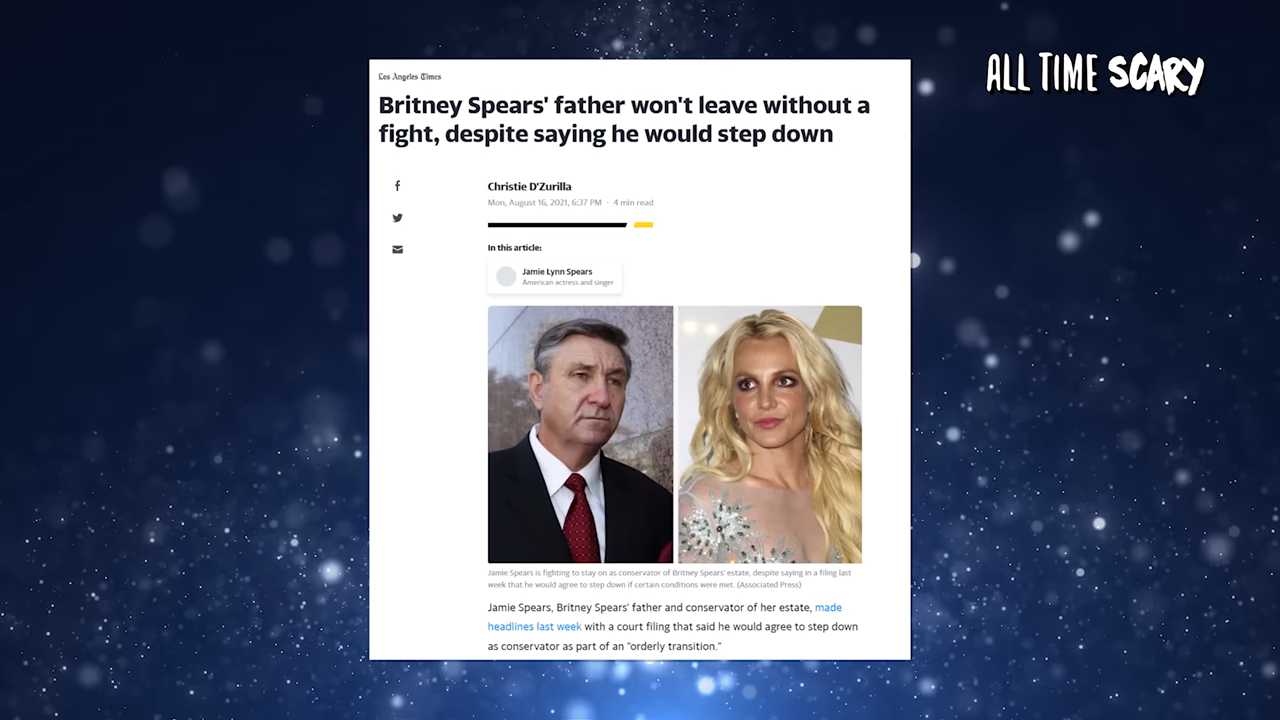 ALL TIME SCARY
Los Angeles Times
Britney Spears' father won't leave without a
fight, despite saying he would step down
Christie D'Zurilla
Mon, August 16, 2021, 6:37 PM · 4 min read
In this article:
Jamie Lynn Spears
American actress and singer
Jamie Spears is fighting to stay on as conservator of Britney Spears' estate, despite saying in a filing last
week that he would agree to step down if certain conditions were met. (Associated Press)
Jamie Spears, Britney Spears' father and conservator of her estate, made
headlines last week with a court filing that said he would agree to step down
as conservator as part of an "orderly transition."